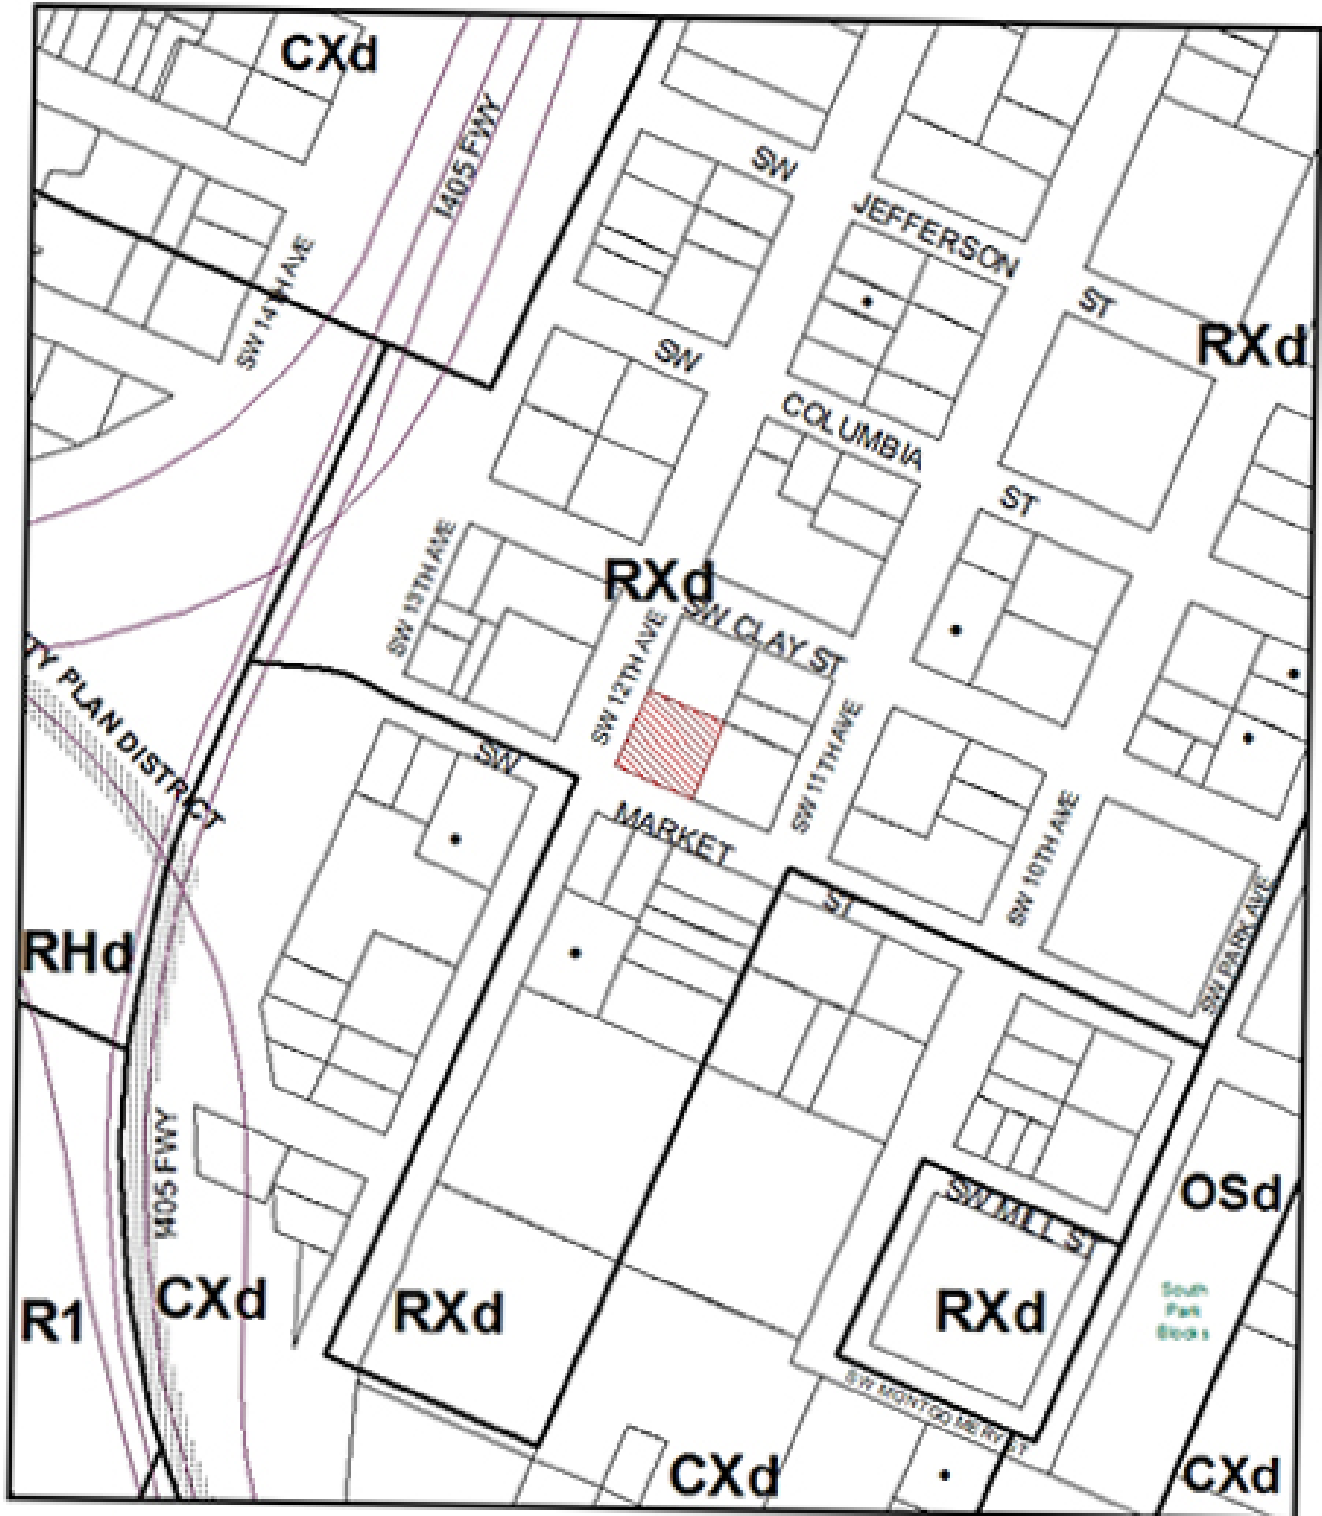 CXd
I405 FWY
SW
JEFFERSON
ST
SW 14TH AVE
RXd
SW
COLUMBIA
ST
SW 13TH AVE
RXd
SW CLAY ST
SW 12TH AVE
SW 11TH AVE
TY PLAN DISTRICT
SW
MARKET
ST
SW 10TH AVE
SW PARK AVE
RHd
I405 FWY
OSd
SW MILL ST
CXd
R1
RXd
RXd
South
Park
Blocks
SW MONTGOMERY ST
CXd
CXd